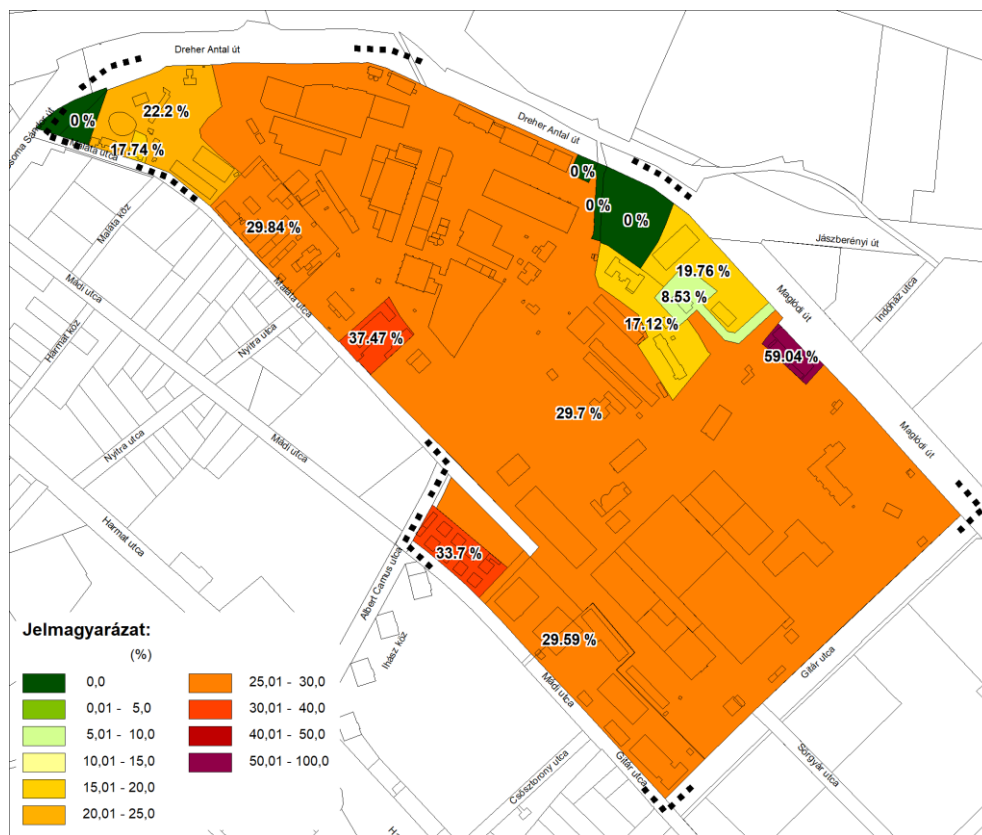 Dreher Antal út
22.2 %
0 %
Maláta utca
17.74 %
Dreher Antal út
0 %
0 %
0 %
Maláta köz
29.84 %
Jászberényi út
Mádi utca
19.76 %
Indóház utca
8.53 %
Maglódi út
Maláta utca
17.12 %
Harmat köz
Nyitra utca
37.47 %
59.04 %
29.7 %
Maglódi út
Nyitra utca
Mádi utca
Harmat utca
33.7 %
Albert Camus utca
Ihász köz
29.59 %
Gitár utca
Mádi utca
Sörgyár utca
Gitár utca
Csősztorony utca
Jelmagyarázat:
(%)
0,0
0,01 - 5,0
5,01 - 10,0
10,01 - 15,0
15,01 - 20,0
20,01 - 25,0
25,01 - 30,0
30,01 - 40,0
40,01 - 50,0
50,01 - 100,0